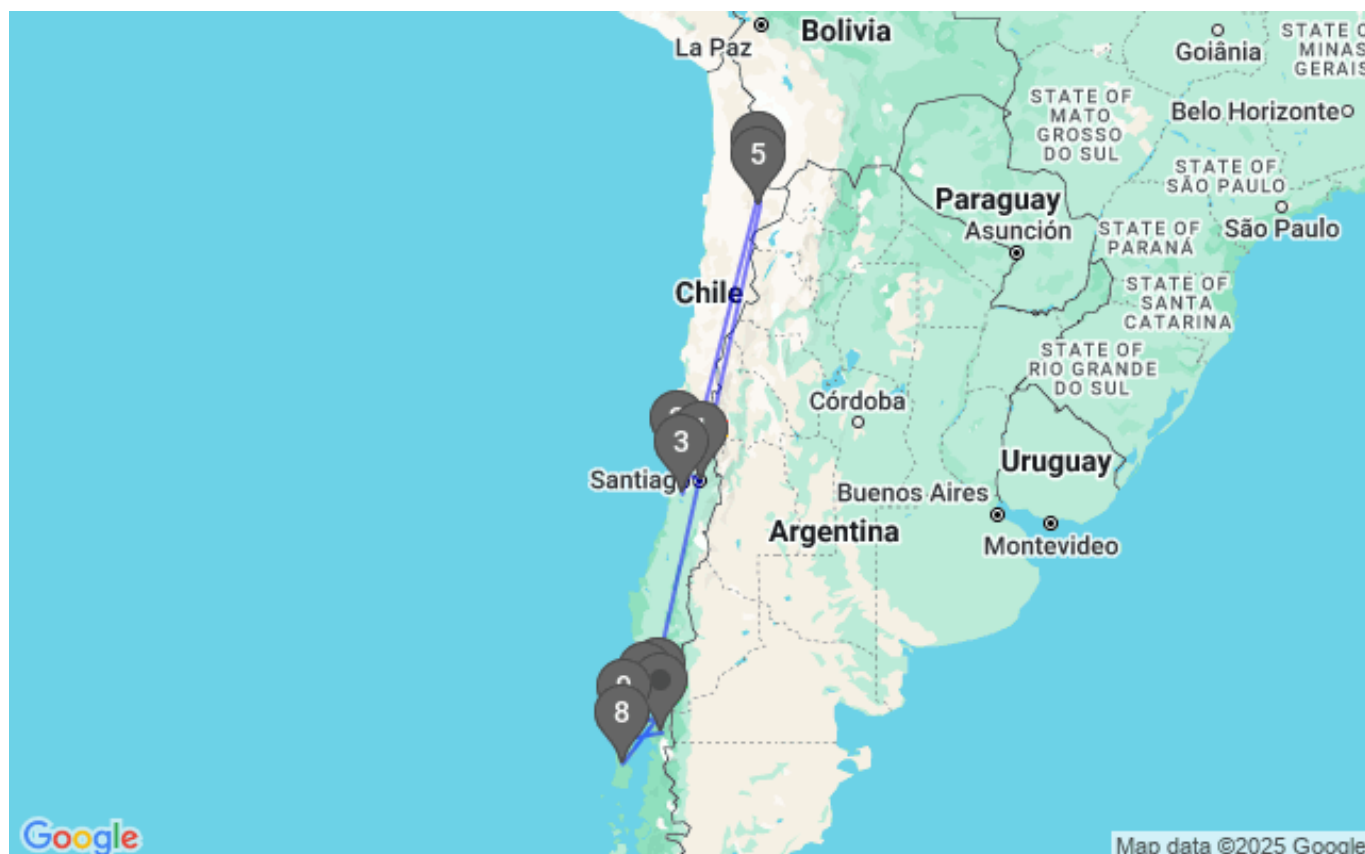 Bolivia
La Paz
Goiânia
STATE O
MINAS
GERAIS
STATE OF
MATO
GROSSO
DO SUL
Belo Horizonte
5
STATE OF
SÃO PAULO
Paraguay
Asunción
São Paulo
STATE OF
PARANÁ
Chile
STATE OF
SANTA
CATARINA
STATE OF
RIO GRANDE
DO SUL
Córdoba
3
Santiago
Uruguay
Buenos Aires
Argentina
Montevideo
8
Google
Map data ©2025 Google